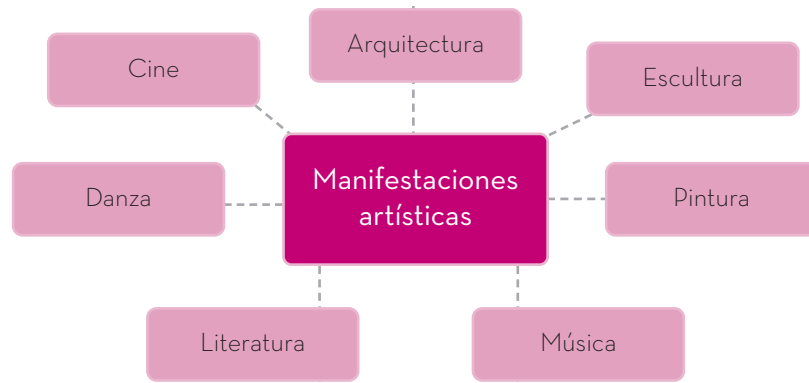 Arquitectura
Cine
Escultura
Manifestaciones
artísticas
Danza
Pintura
Literatura
Música